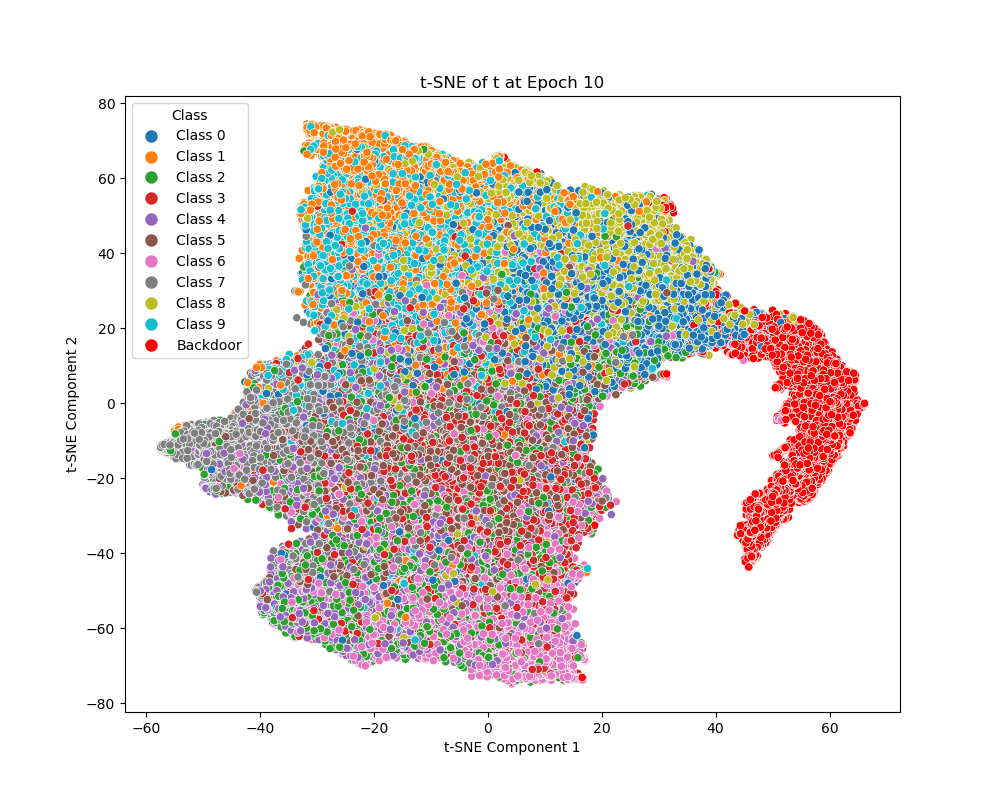 t-SNE of t at Epoch 10
80
60
40
20
0
−20
−40
−60
−80
t-SNE Component 2
Class
Class 0
Class 1
Class 2
Class 3
Class 4
Class 5
Class 6
Class 7
Class 8
Class 9
Backdoor
−60 −40 −20 0 20 40 60
t-SNE Component 1